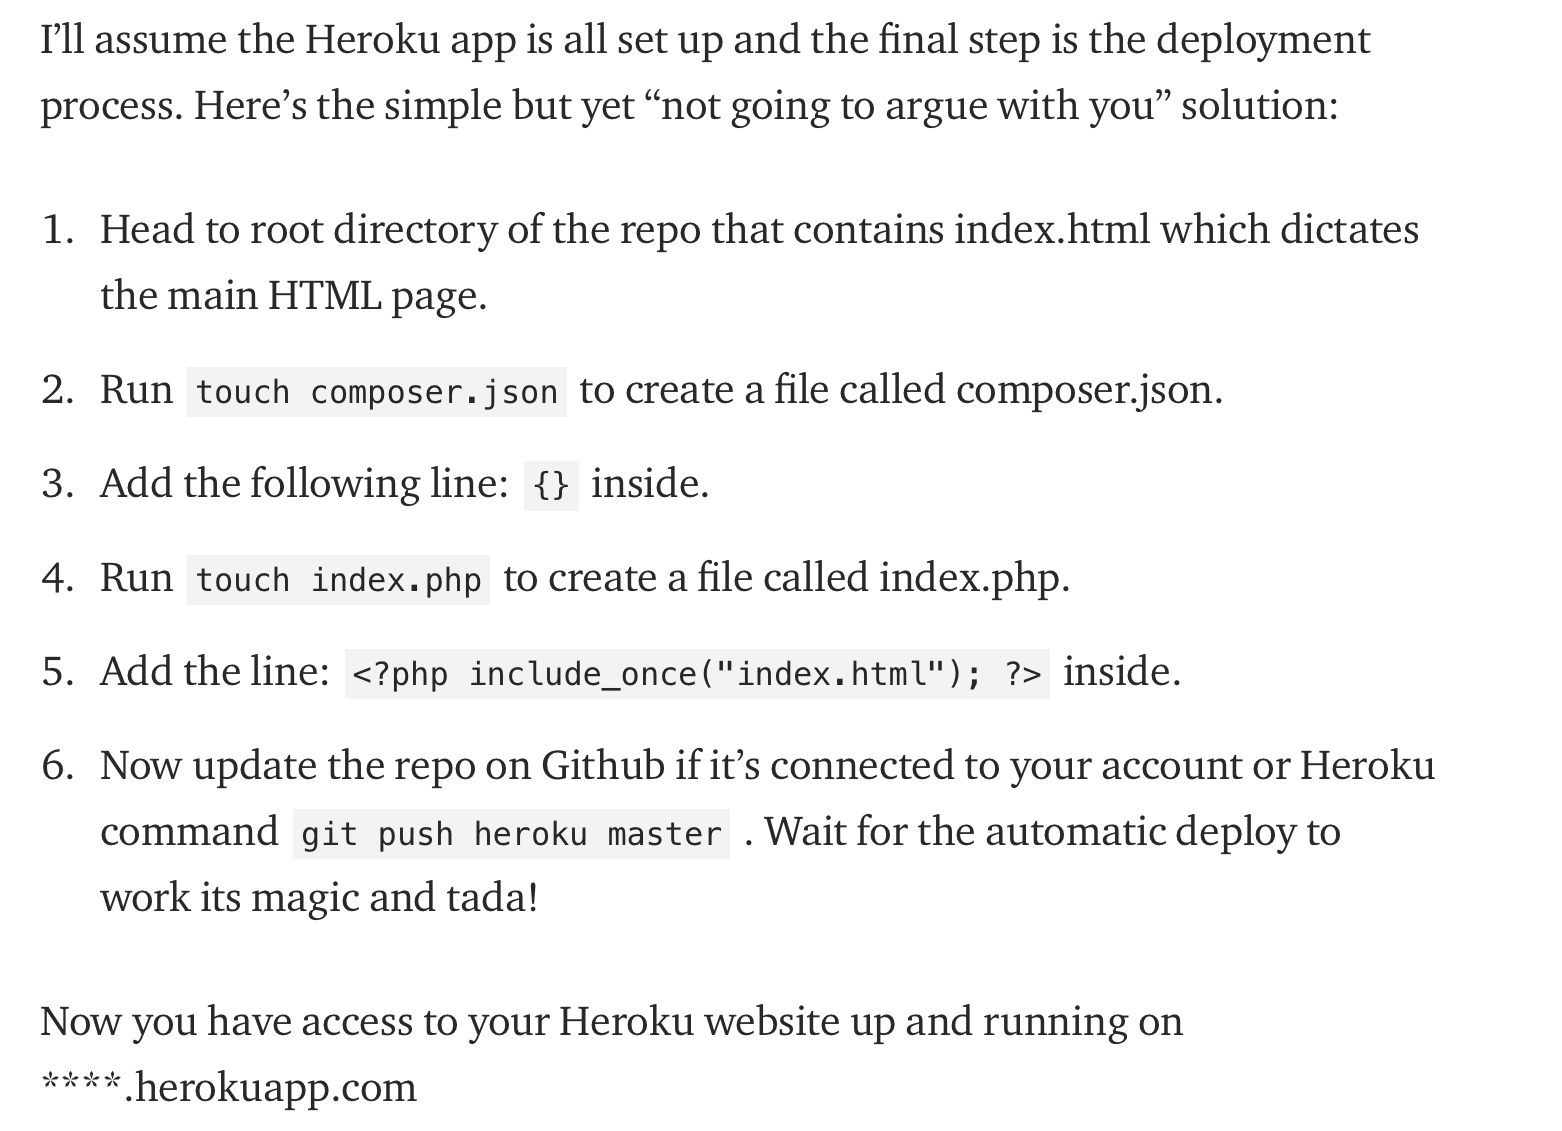 I’ll assume the Heroku app is all set up and the final step is the deployment
process. Here’s the simple but yet “not going to argue with you” solution:
1. Head to root directory of the repo that contains index.html which dictates
the main HTML page.
2. Run touch composer.json to create a file called composer.json.
3. Add the following line: {} inside.
4. Run touch index.php to create a file called index.php.
5. Add the line: <?php include_once("index.html"); ?> inside.
6. Now update the repo on Github if it’s connected to your account or Heroku
command git push heroku master . Wait for the automatic deploy to
work its magic and tada!
Now you have access to your Heroku website up and running on
****.herokuapp.com